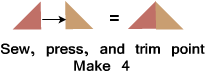 Sew, press, and trim point
Make 4